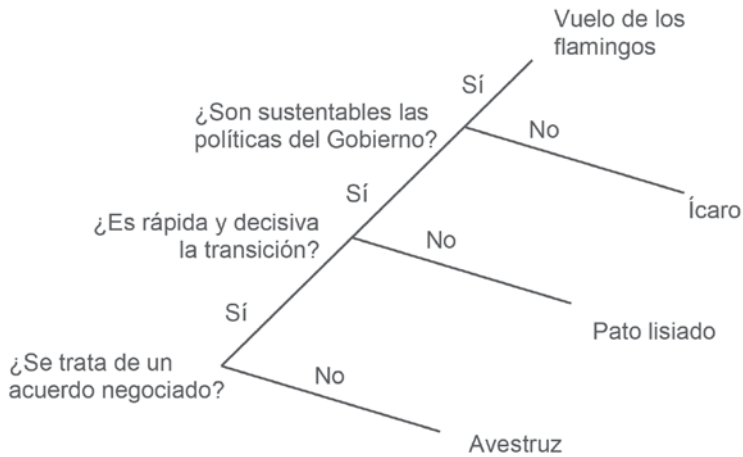 Vuelo de los
flamingos
Sí
¿Son sustentables las
políticas del Gobierno?
No
Sí
Ícaro
¿Es rápida y decisiva
la transición?
No
Sí
Pato lisiado
¿Se trata de un
acuerdo negociado?
No
Avestruz